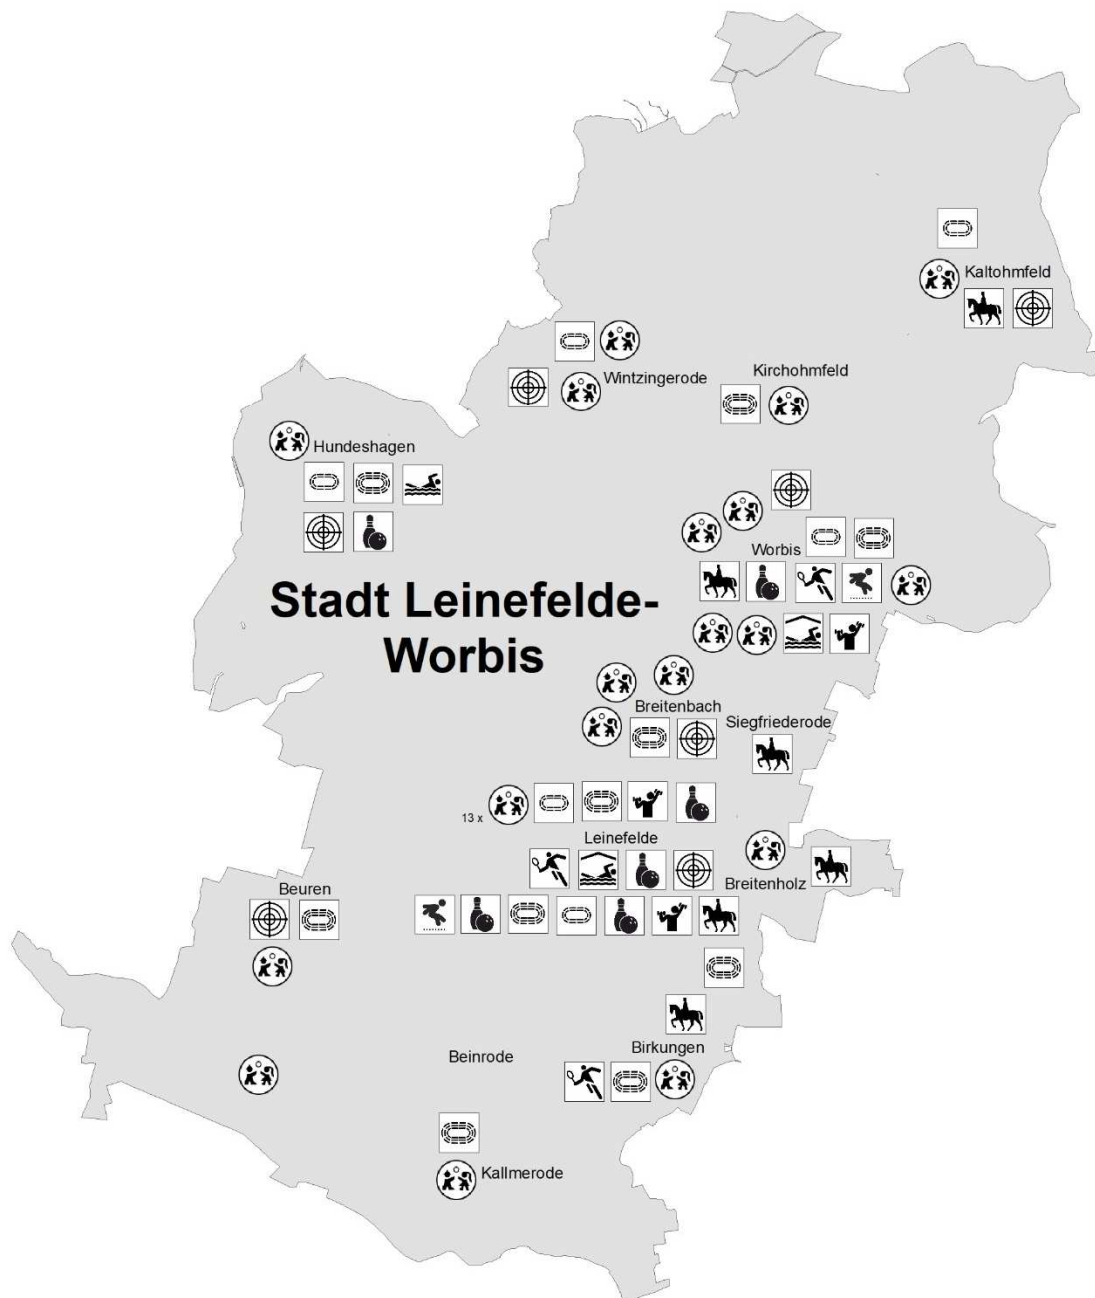 Kaltohmfeld
Wintzingerode
Kirchohmfeld
Hundeshagen
Worbis
Stadt Leinefelde-
Worbis
Breitenbach
Siegfriederode
13 x
Leinefelde
Breitenholz
Beuren
Birkungen
Beinrode
Kallmerode